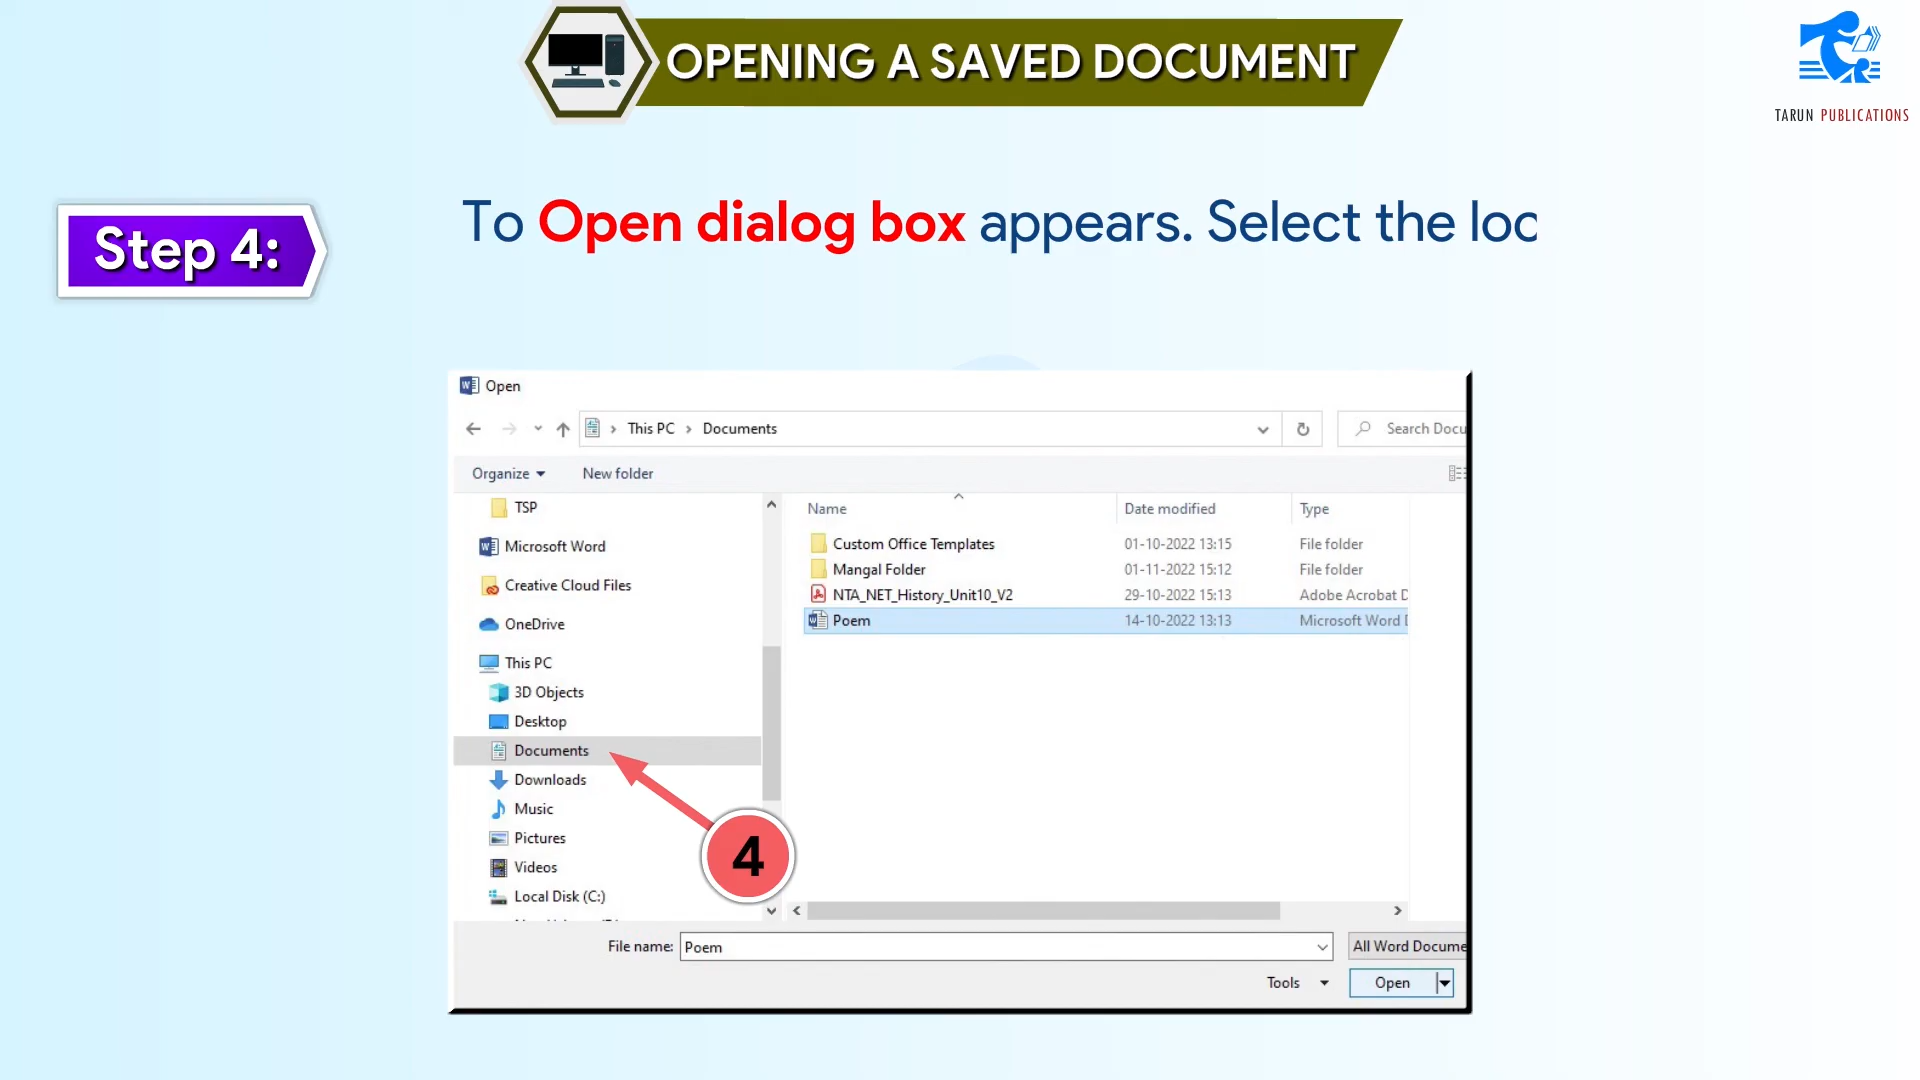 OPENING A SAVED DOCUMENT
TARUN PUBLICATIONS
Step 4:
To Open dialog box appears. Select the loc
Open
This PC > Documents
Search Docu
Organize
New folder
TSP
Microsoft Word
Creative Cloud Files
OneDrive
This PC
3D Objects
Desktop
Documents
Downloads
Music
Pictures
Videos
Local Disk (C:)
Name Date modified Type
Custom Office Templates 01-10-2022 13:15 File folder
Mangal Folder 01-11-2022 15:12 File folder
NTA_NET_History_Unit10_V2 29-10-2022 15:13 Adobe Acrobat D
Poem 14-10-2022 13:13 Microsoft Word D
4
File name: Poem
All Word Docume
Tools
Open